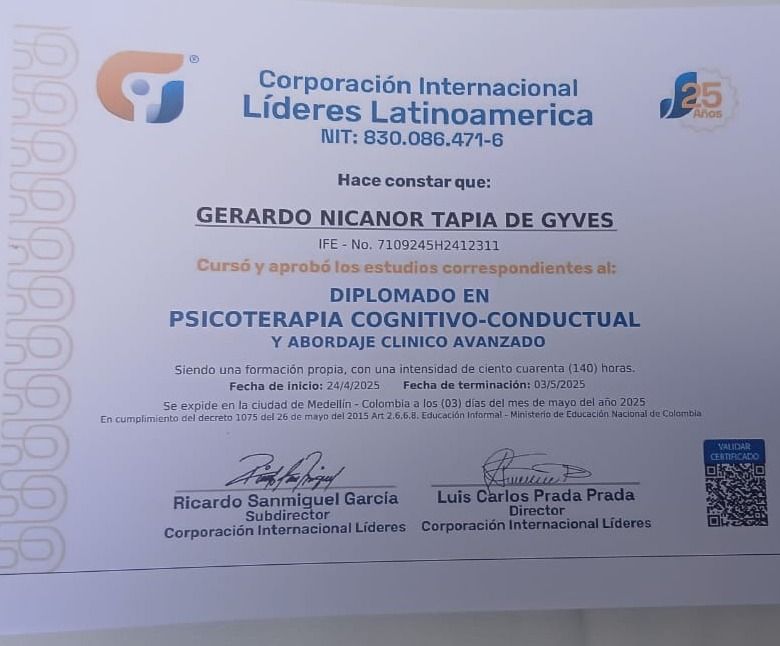 ®
Corporación Internacional
Líderes Latinoamerica
NIT: 830.086.471-6
25
Años
Hace constar que:
GERARDO NICANOR TAPIA DE GYVES
IFE - No. 7109245H2412311
Cursó y aprobó los estudios correspondientes al:
DIPLOMADO EN
PSICOTERAPIA COGNITIVO-CONDUCTUAL
Y ABORDAJE CLINICO AVANZADO
Siendo una formación propia, con una intensidad de ciento cuarenta (140) horas.
Fecha de inicio: 24/4/2025 Fecha de terminación: 03/5/2025
Se expide en la ciudad de Medellín - Colombia a los (03) días del mes de mayo del año 2025
En cumplimiento del decreto 1075 del 26 de mayo del 2015 Art 2.6.6.8. Educación Informal - Ministerio de Educación Nacional de Colombia
Ricardo Sanmiguel García
Subdirector
Corporación Internacional Líderes
Luis Carlos Prada Prada
Director
Corporación Internacional Líderes
VALIDAR
CERTIFICADO